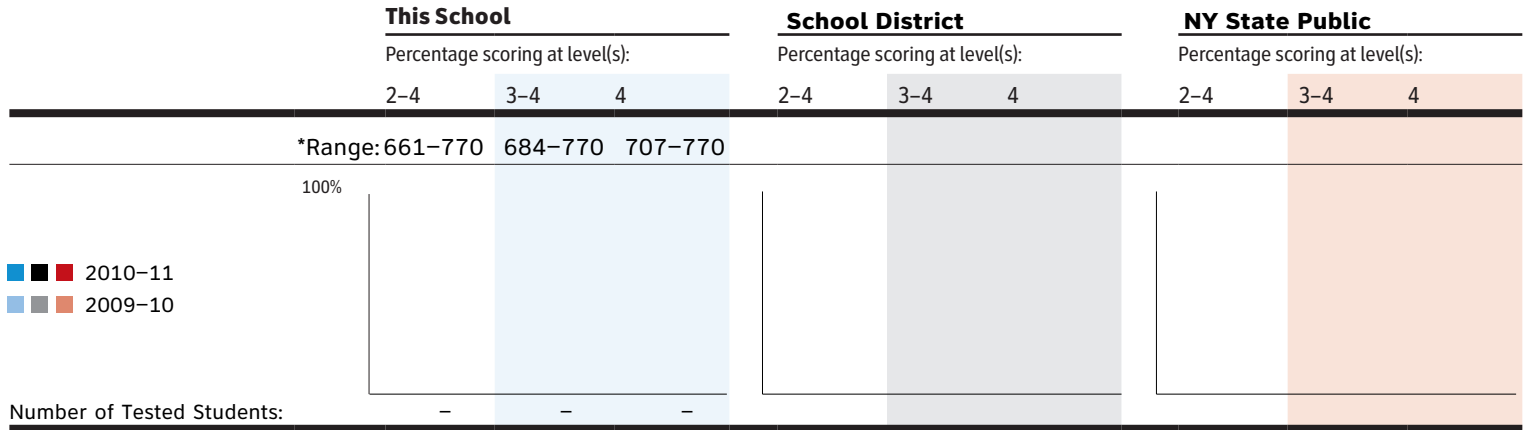 This School School District NY State Public
Percentage scoring at level(s): Percentage scoring at level(s): Percentage scoring at level(s):
2–4 3–4 4 2–4 3–4 4 2–4 3–4 4
*Range: 661–770 684–770 707–770
100%
2010–11
2009–10
Number of Tested Students: – – –